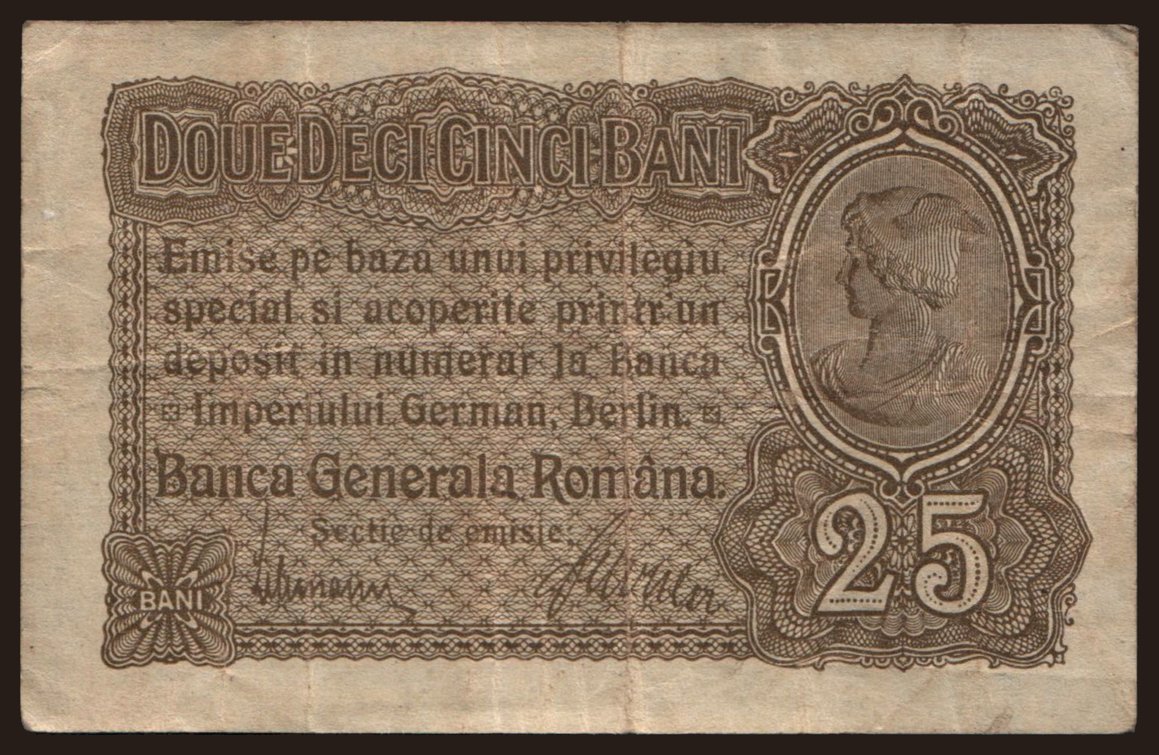 DOUE DECI CINCI BANI
Emise pe baza unui privilegiu
special si acoperite printr'un
deposit in numerar la Banca
Imperiului German, Berlin.
Banca Generala Româna.
Sectie de emisie:
BANI
25